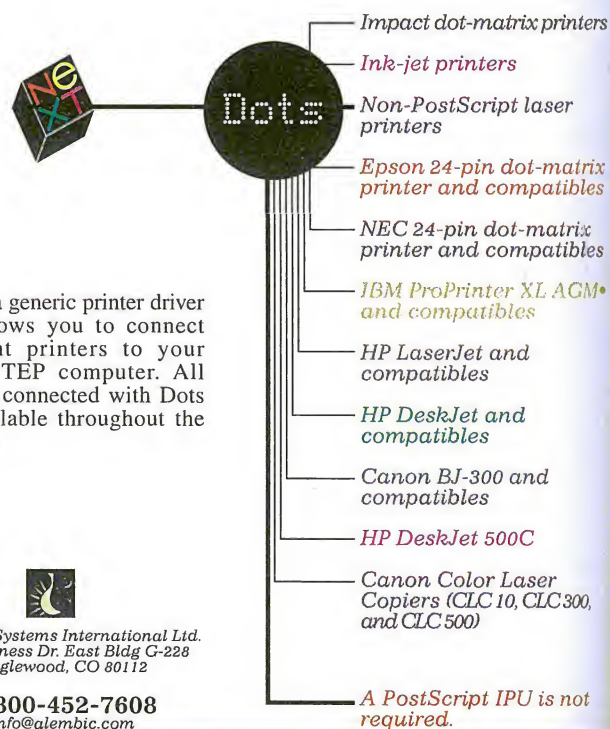 NeXT
Dots
Impact dot-matrix printers
Ink-jet printers
Non-PostScript laser
printers
Epson 24-pin dot-matrix
printer and compatibles
NEC 24-pin dot-matrix
printer and compatibles
IBM ProPrinter XL AGM•
and compatibles
HP LaserJet and
compatibles
HP DeskJet and
compatibles
Canon BJ-300 and
compatibles
HP DeskJet 500C
Canon Color Laser
Copiers (CLC 10, CLC 300,
and CLC 500)
A PostScript IPU is not
required.
a generic printer driver
ows you to connect
nt printers to your
TEP computer. All
connected with Dots
lable throughout the
Systems International Ltd.
ness Dr. East Bldg G-228
glewood, CO 80112
800-452-7608
nfo@alembic.com